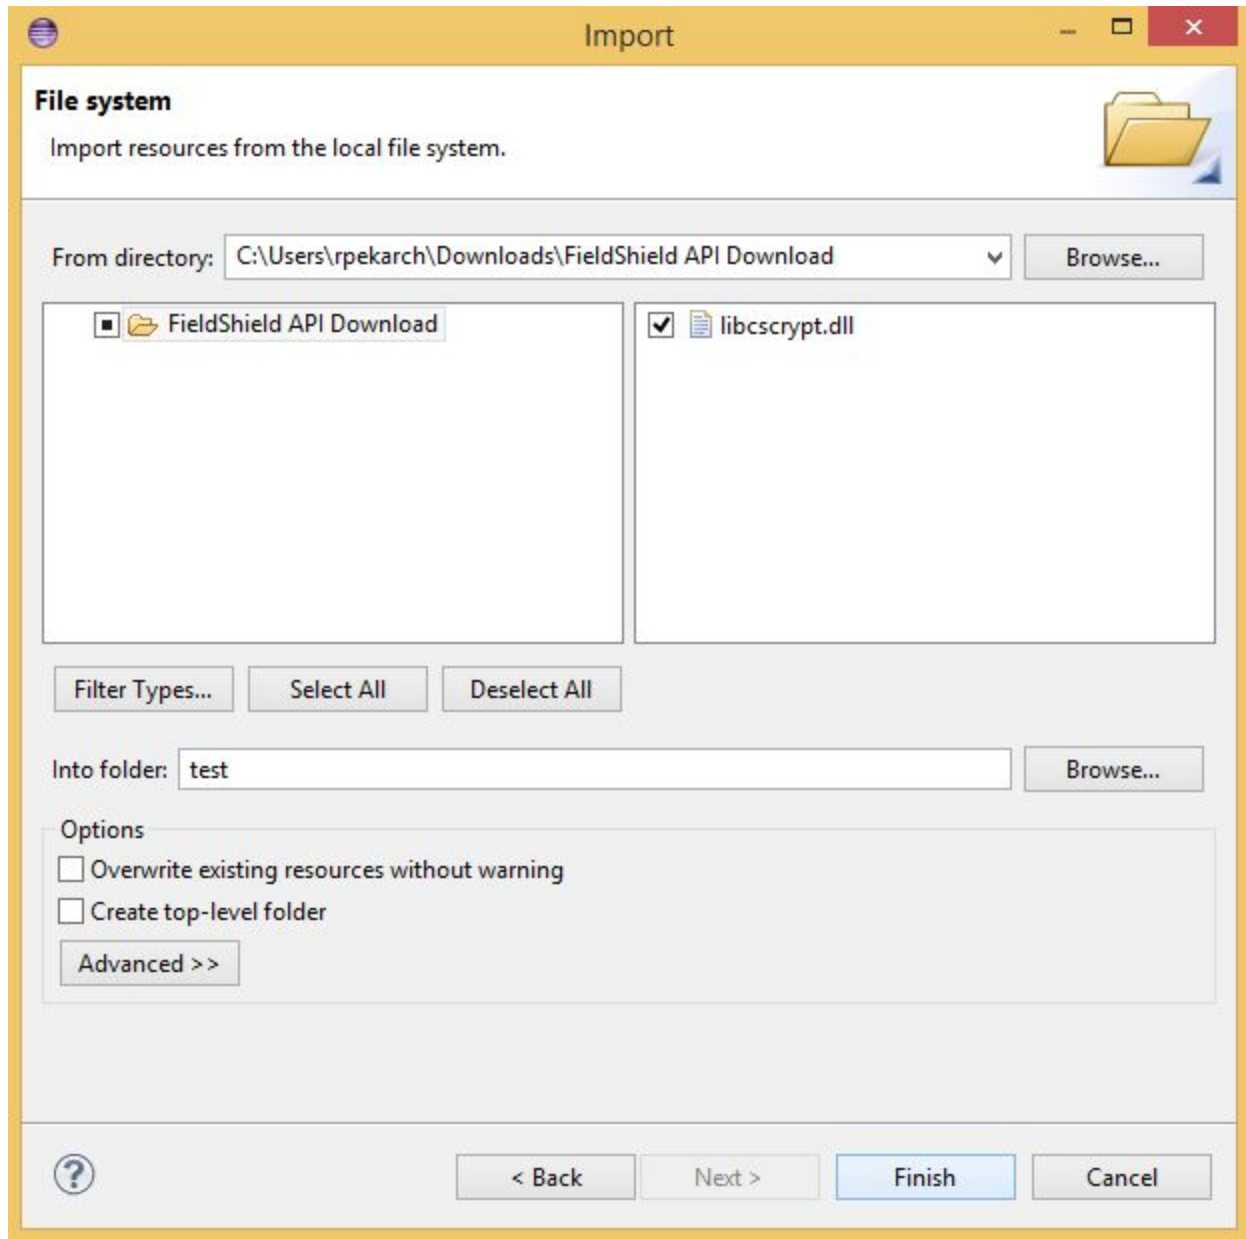 Import
File system
Import resources from the local file system.
From directory: C:\Users\rpekarch\Downloads\FieldShield API Download Browse...
FieldShield API Download
libcscrypt.dll
Filter Types... Select All Deselect All
Into folder: test Browse...
Options
Overwrite existing resources without warning
Create top-level folder
Advanced >>
? < Back Next > Finish Cancel